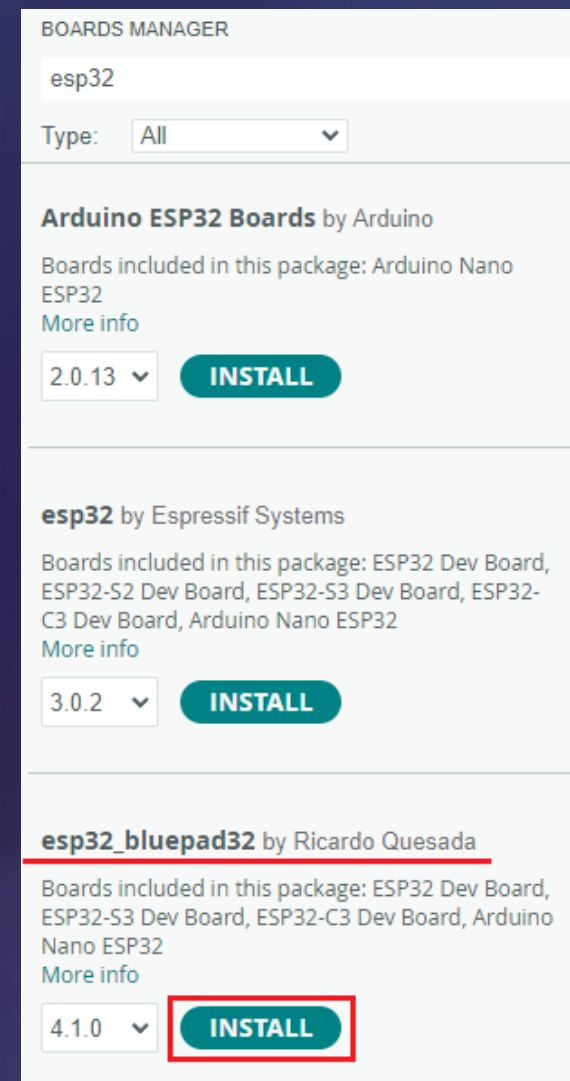 BOARDS MANAGER
esp32
Type: All
Arduino ESP32 Boards by Arduino
Boards included in this package: Arduino Nano
ESP32
More info
2.0.13 INSTALL
esp32 by Espressif Systems
Boards included in this package: ESP32 Dev Board,
ESP32-S2 Dev Board, ESP32-S3 Dev Board, ESP32-
C3 Dev Board, Arduino Nano ESP32
More info
3.0.2 INSTALL
esp32_bluepad32 by Ricardo Quesada
Boards included in this package: ESP32 Dev Board,
ESP32-S3 Dev Board, ESP32-C3 Dev Board, Arduino
Nano ESP32
More info
4.1.0 INSTALL